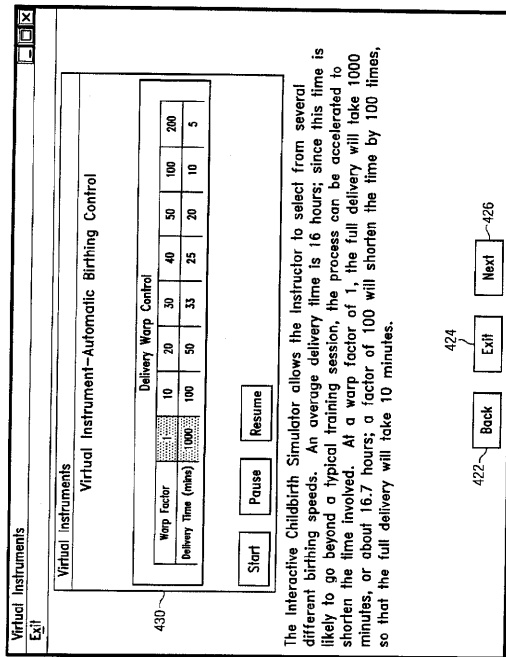 Virtual Instruments
Exit
Virtual Instruments
Virtual Instrument-Automatic Birthing Control
Delivery Warp Control
Warp Factor 1 10 20 30 40 50 100 200
Delivery Time (mins) 1000 100 50 33 25 20 10 5
430
Start Pause Resume
The Interactive Childbirth Simulator allows the Instructor to select from several
different birthing speeds. An average delivery time is 16 hours; since this time is
likely to go beyond a typical training session, the process can be accelerated to
shorten the time involved. At a warp factor of 1, the full delivery will take 1000
minutes, or about 16.7 hours; a factor of 100 will shorten the time by 100 times,
so that the full delivery will take 10 minutes.
422 Back
424 Exit
Next 426